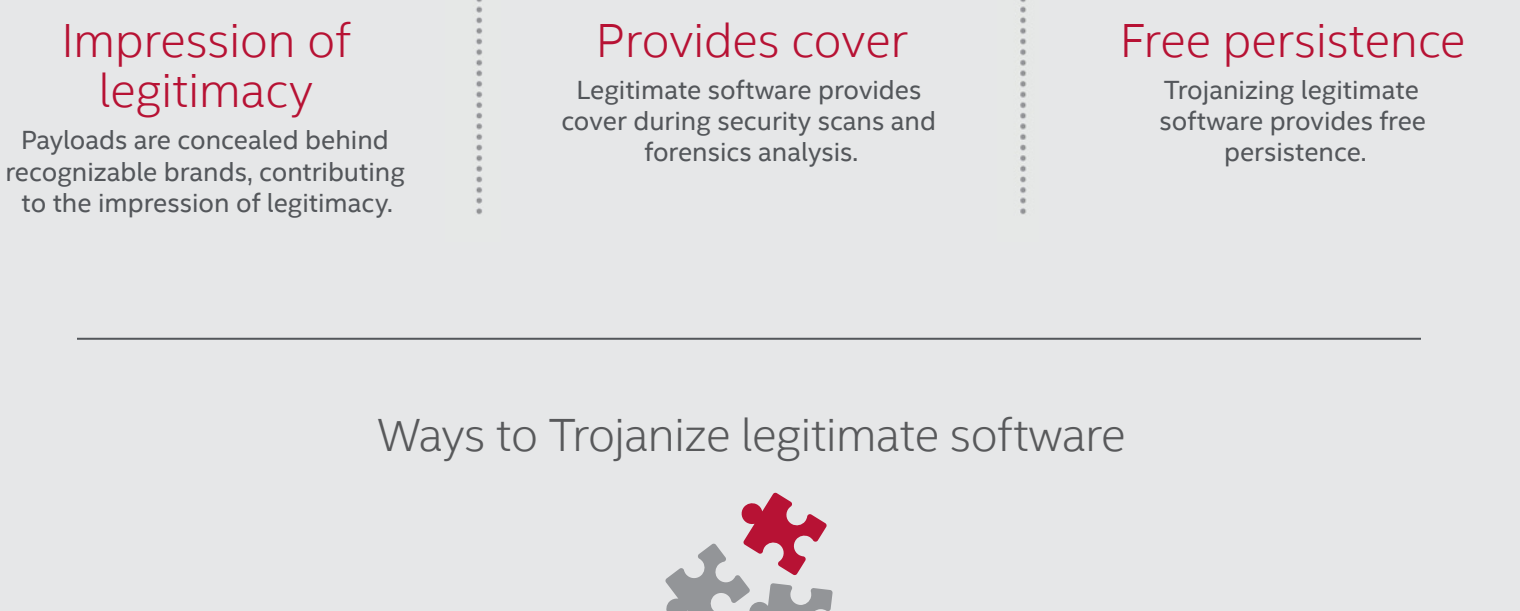 Impression of
legitimacy
Payloads are concealed behind
recognizable brands, contributing
to the impression of legitimacy.
Provides cover
Legitimate software provides
cover during security scans and
forensics analysis.
Free persistence
Trojanizing legitimate
software provides free
persistence.
Ways to Trojanize legitimate software